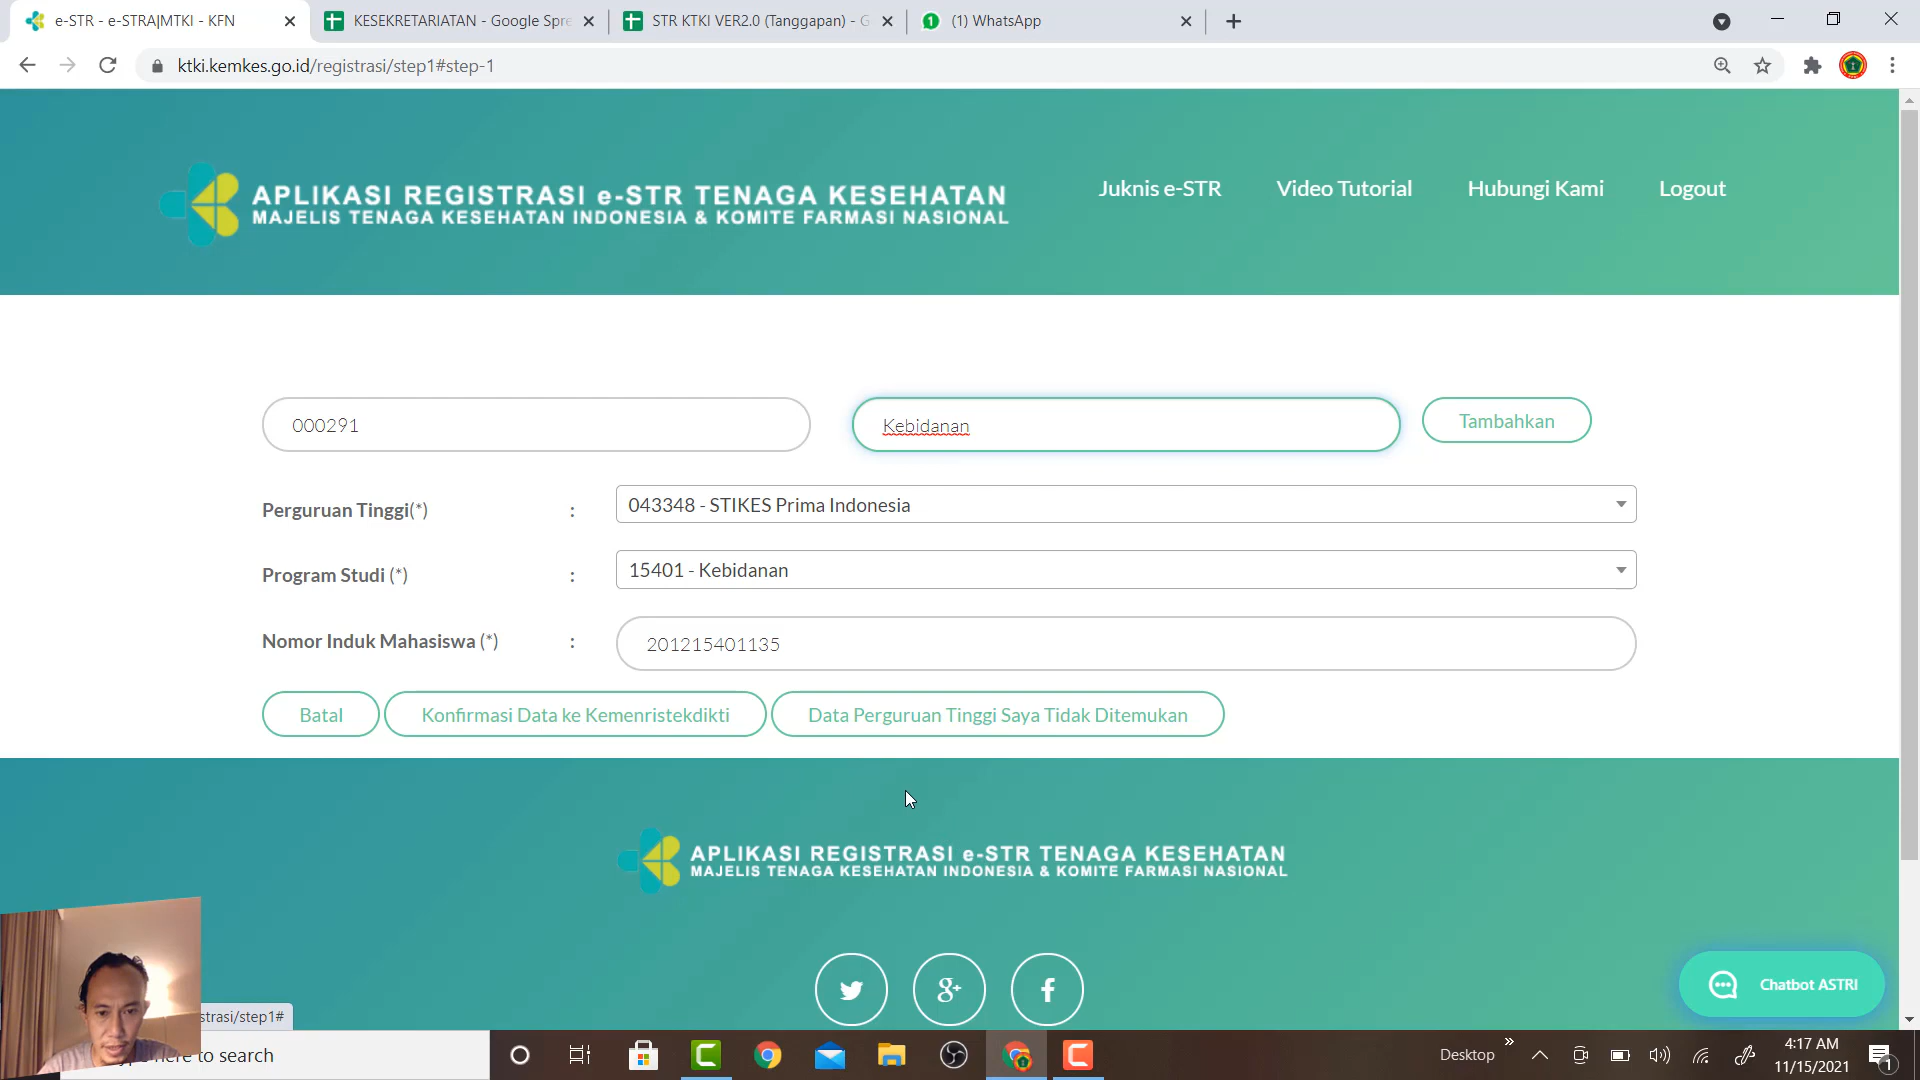 e-STR - e-STRA|MTKI - KFN
KESEKRETARIATAN - Google Spre
STR KTKI VER2.0 (Tanggapan) - G
(1) WhatsApp
ktki.kemkes.go.id/registrasi/step1#step-1
APLIKASI REGISTRASI e-STR TENAGA KESEHATAN
MAJELIS TENAGA KESEHATAN INDONESIA & KOMITE FARMASI NASIONAL
Juknis e-STR
Video Tutorial
Hubungi Kami
Logout
000291
Kebidanan
Tambahkan
Perguruan Tinggi(*)
:
043348 - STIKES Prima Indonesia
Program Studi (*)
:
15401 - Kebidanan
Nomor Induk Mahasiswa (*)
:
201215401135
Batal
Konfirmasi Data ke Kemenristekdikti
Data Perguruan Tinggi Saya Tidak Ditemukan
APLIKASI REGISTRASI e-STR TENAGA KESEHATAN
MAJELIS TENAGA KESEHATAN INDONESIA & KOMITE FARMASI NASIONAL
Chatbot ASTRI
strasi/step1#
here to search
Desktop
4:17 AM
11/15/2021
1